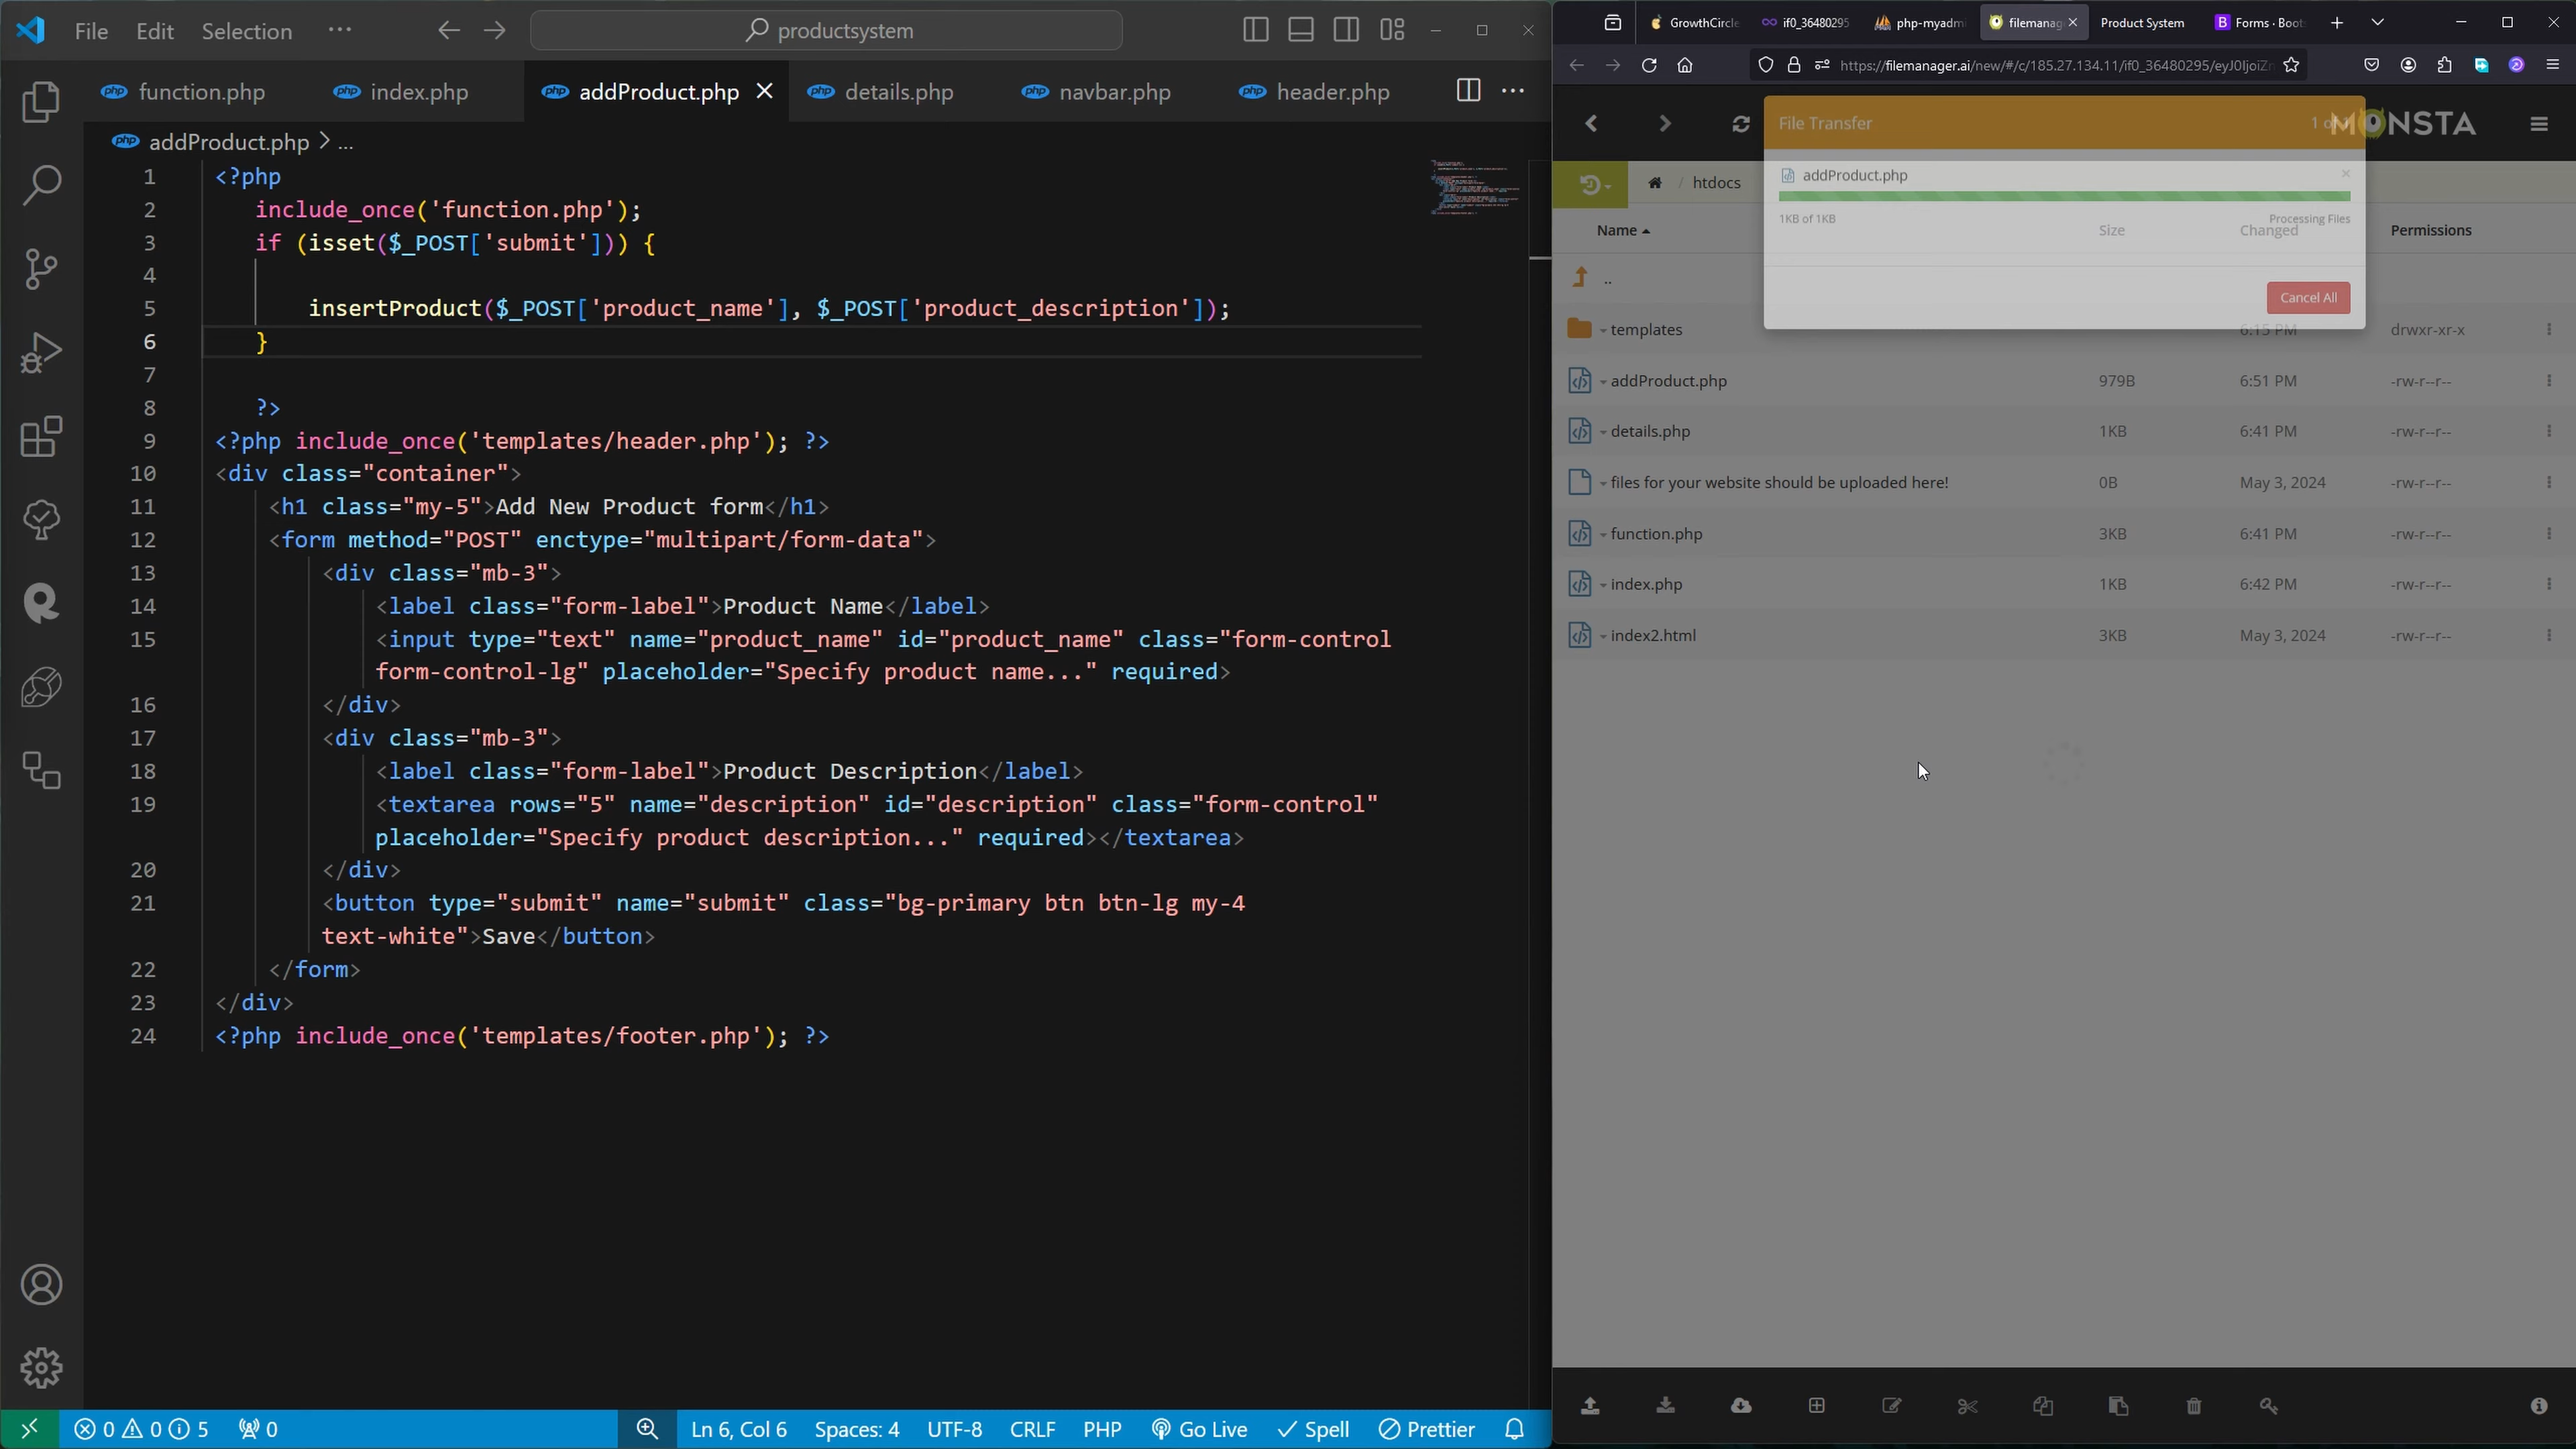 File Edit Selection ... productsystem
function.php index.php addProduct.php details.php navbar.php header.php
addProduct.php > ...
1 <?php
2 include_once('function.php');
3 if (isset($_POST['submit'])) {
4
5 insertProduct($_POST['product_name'], $_POST['product_description']);
6 }
7
8 ?>
9 <?php include_once('templates/header.php'); ?>
10 <div class="container">
11 <h1 class="my-5">Add New Product form</h1>
12 <form method="POST" enctype="multipart/form-data">
13 <div class="mb-3">
14 <label class="form-label">Product Name</label>
15 <input type="text" name="product_name" id="product_name" class="form-control
form-control-lg" placeholder="Specify product name..." required>
16 </div>
17 <div class="mb-3">
18 <label class="form-label">Product Description</label>
19 <textarea rows="5" name="description" id="description" class="form-control"
placeholder="Specify product description..." required></textarea>
20 </div>
21 <button type="submit" name="submit" class="bg-primary btn btn-lg my-4
text-white">Save</button>
22 </form>
23 </div>
24 <?php include_once('templates/footer.php'); ?>
0 0 5 0 Ln 6, Col 6 Spaces: 4 UTF-8 CRLF PHP Go Live Spell Prettier
GrowthCircle if0_36480295 php-myadmi filemanag Product System Forms · Boots
https://filemanager.ai/new/#/c/185.27.134.11/if0_36480295/eyJ0IjoiZn
File Transfer 1 of MONSTA
/ htdocs
addProduct.php
1KB of 1KB Processing Files
Name Size Changed Permissions
..
Cancel All
templates 6:15 PM drwxr-xr-x
addProduct.php 979B 6:51 PM -rw-r--r--
details.php 1KB 6:41 PM -rw-r--r--
files for your website should be uploaded here! 0B May 3, 2024 -rw-r--r--
function.php 3KB 6:41 PM -rw-r--r--
index.php 1KB 6:42 PM -rw-r--r--
index2.html 3KB May 3, 2024 -rw-r--r--